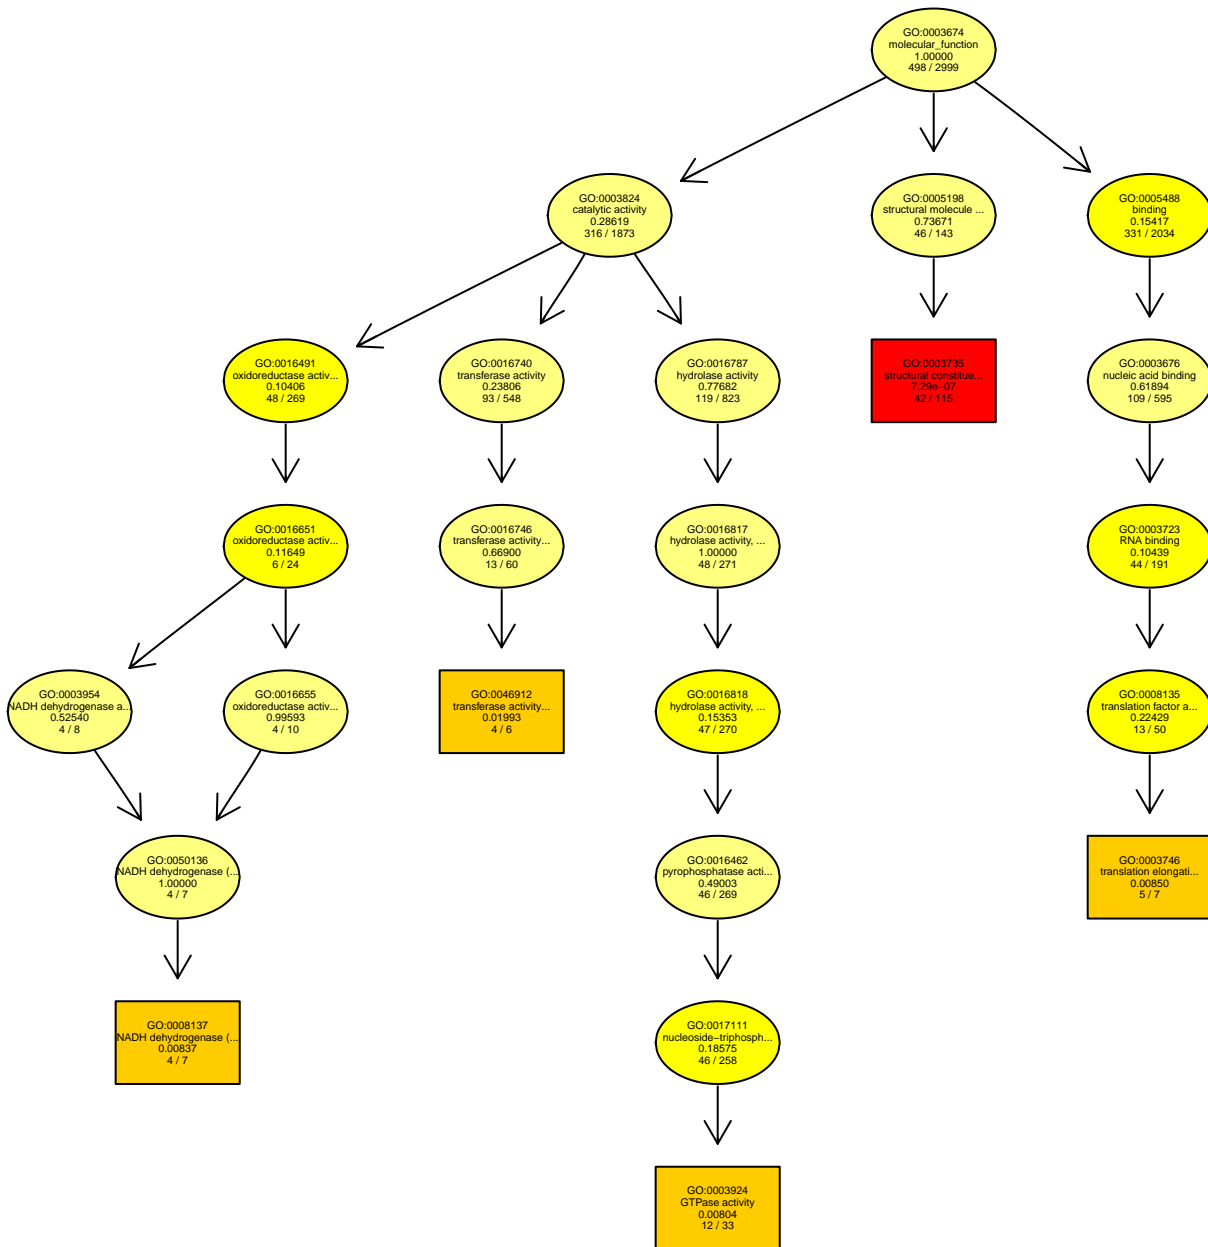 GO:0003674
molecular_function
1.00000
498 / 2999
GO:0003824
catalytic activity
0.28619
316 / 1873
GO:0005198
structural molecule ...
0.73671
46 / 143
GO:0005488
binding
0.15417
331 / 2034
GO:0016491
oxidoreductase activ...
0.10406
48 / 269
GO:0016740
transferase activity
0.23806
93 / 548
GO:0016787
hydrolase activity
0.77682
119 / 823
GO:0003735
structural constitue...
7.29e−07
42 / 115
GO:0003676
nucleic acid binding
0.61894
109 / 595
GO:0016651
oxidoreductase activ...
0.11649
6 / 24
GO:0016746
transferase activity...
0.66900
13 / 60
GO:0016817
hydrolase activity, ...
1.00000
48 / 271
GO:0003723
RNA binding
0.10439
44 / 191
GO:0003954
NADH dehydrogenase a...
0.52540
4 / 8
GO:0016655
oxidoreductase activ...
0.99593
4 / 10
GO:0046912
transferase activity...
0.01993
4 / 6
GO:0016818
hydrolase activity, ...
0.15353
47 / 270
GO:0008135
translation factor a...
0.22429
13 / 50
GO:0050136
NADH dehydrogenase (...
1.00000
4 / 7
GO:0016462
pyrophosphatase acti...
0.49003
46 / 269
GO:0003746
translation elongati...
0.00850
5 / 7
GO:0008137
NADH dehydrogenase (...
0.00837
4 / 7
GO:0017111
nucleoside−triphosph...
0.18575
46 / 258
GO:0003924
GTPase activity
0.00804
12 / 33